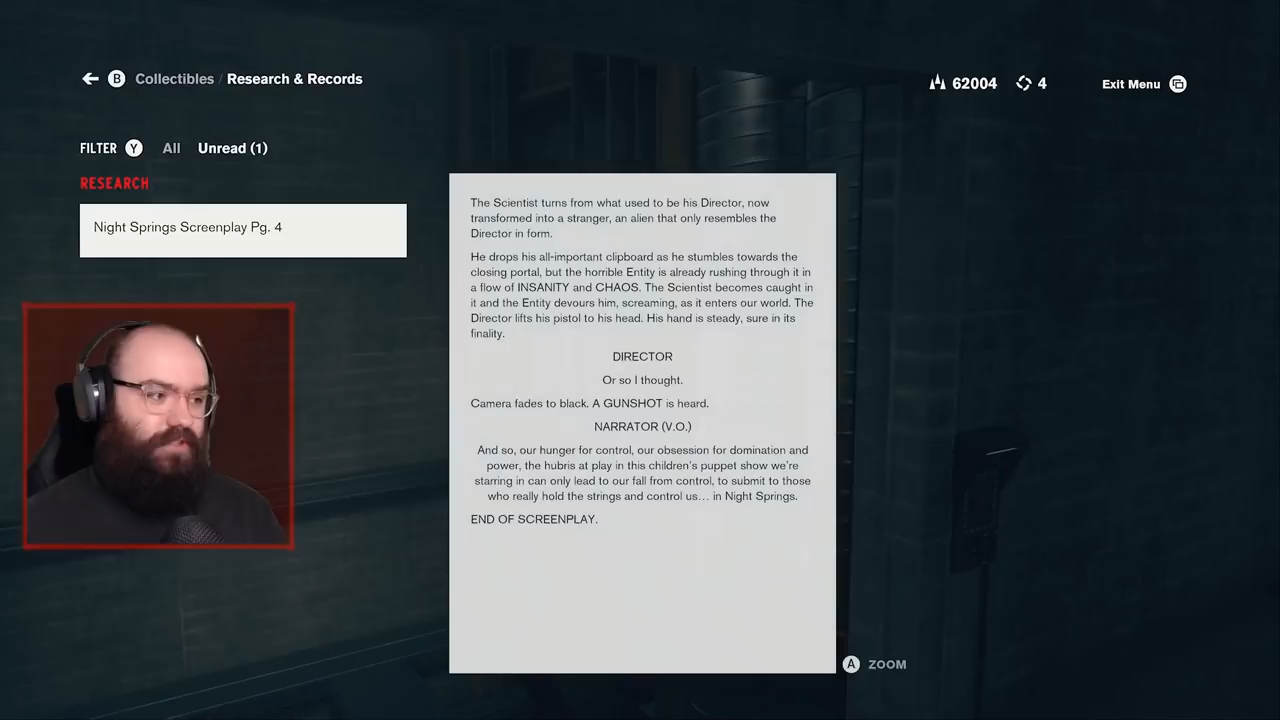 B Collectibles / Research & Records
62004 4 Exit Menu
FILTER Y All Unread (1)
RESEARCH
Night Springs Screenplay Pg. 4
The Scientist turns from what used to be his Director, now
transformed into a stranger, an alien that only resembles the
Director in form.
He drops his all-important clipboard as he stumbles towards the
closing portal, but the horrible Entity is already rushing through it in
a flow of INSANITY and CHAOS. The Scientist becomes caught in
it and the Entity devours him, screaming, as it enters our world. The
Director lifts his pistol to his head. His hand is steady, sure in its
finality.
DIRECTOR
Or so I thought.
Camera fades to black. A GUNSHOT is heard.
NARRATOR (V.O.)
And so, our hunger for control, our obsession for domination and
power, the hubris at play in this children's puppet show we're
starring in can only lead to our fall from control, to submit to those
who really hold the strings and control us... in Night Springs.
END OF SCREENPLAY.
A ZOOM